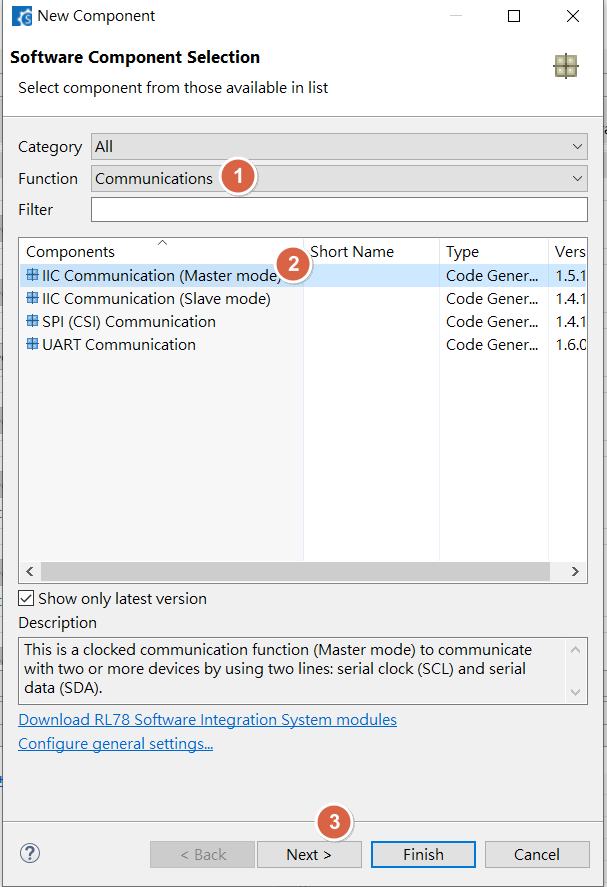 New Component
Software Component Selection
Select component from those available in list
Category All
Function Communications 1
Filter
Components Short Name Type Vers
2
IIC Communication (Master mode) Code Gener... 1.5.1
IIC Communication (Slave mode) Code Gener... 1.4.1
SPI (CSI) Communication Code Gener... 1.4.1
UART Communication Code Gener... 1.6.0
Show only latest version
Description
This is a clocked communication function (Master mode) to communicate
with two or more devices by using two lines: serial clock (SCL) and serial
data (SDA).
Download RL78 Software Integration System modules
Configure general settings...
3
? < Back Next > Finish Cancel